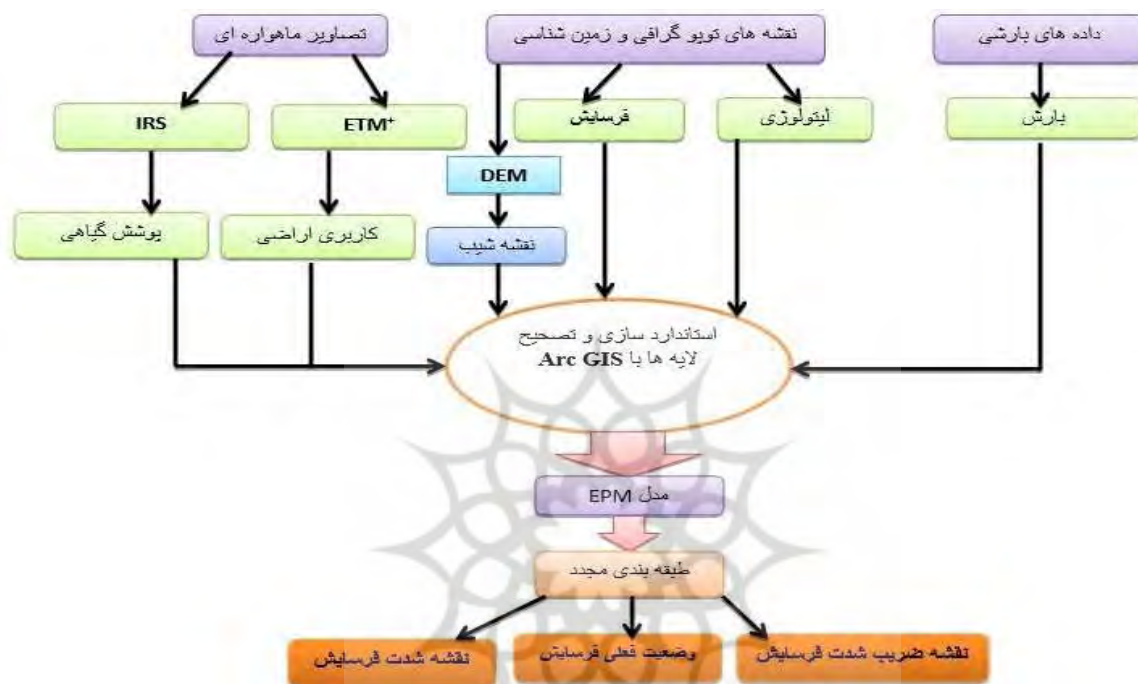 داده های بارشی
نقشه های توپو گرافی و زمین شناسی
تصاویر ماهواره ای
بارش
لیتولوژی
فرسایش
ETM+
IRS
DEM
نقشه شیب
کاربری اراضی
پوشش گیاهی
استاندارد سازی و تصحیح
لایه ها با Arc GIS
مدل EPM
طبقه بندی مجدد
نقشه ضریب شدت فرسایش
وضعیت فعلی فرسایش
نقشه شدت فرسایش